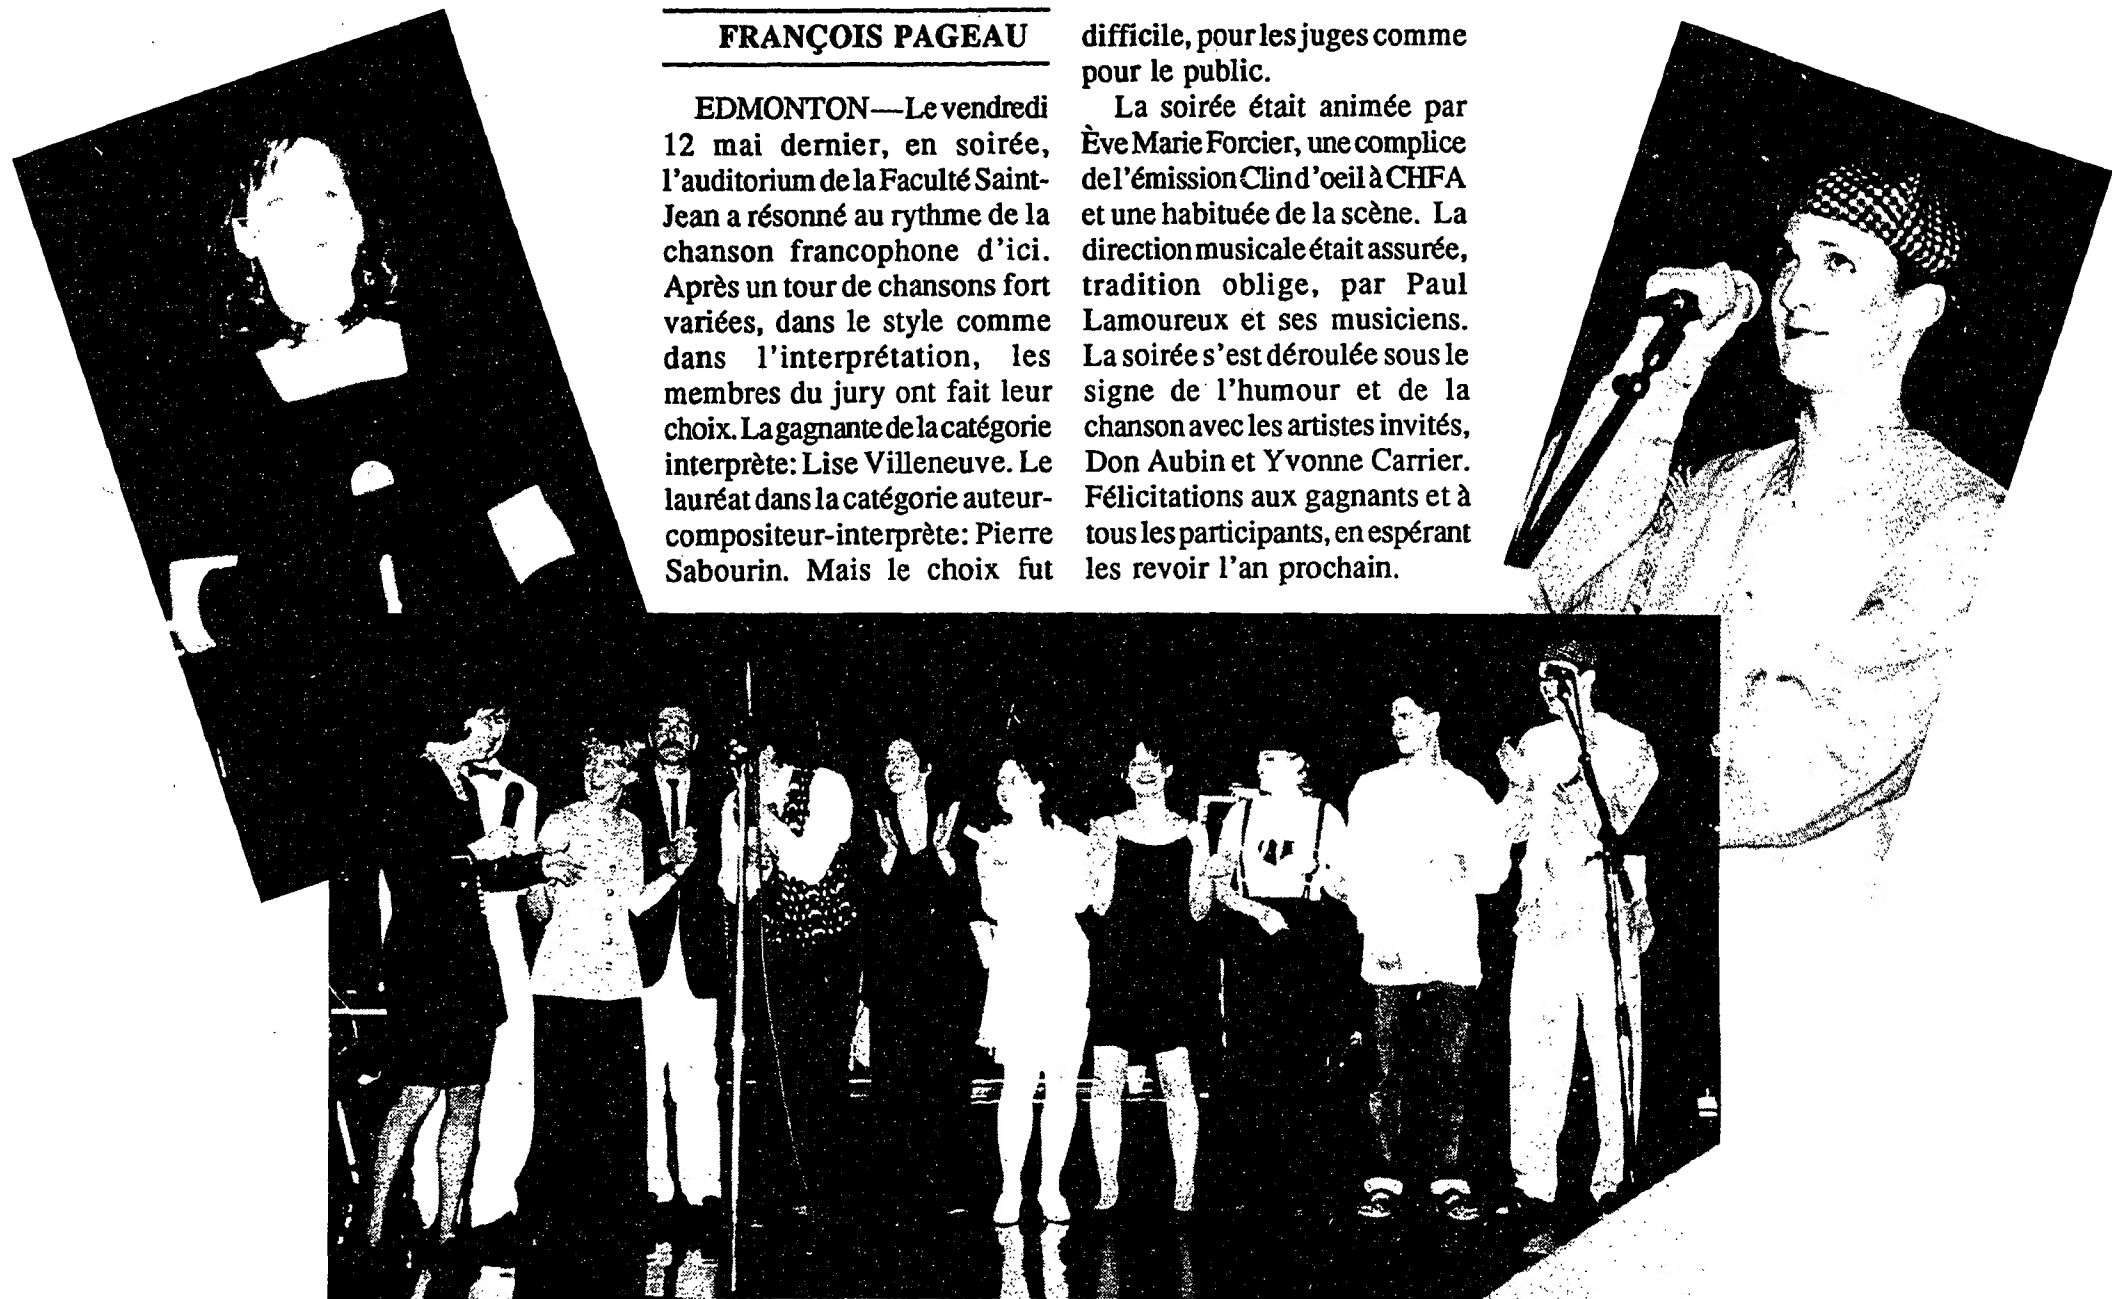 FRANÇOIS PAGEAU
EDMONTON—Le vendredi
12 mai dernier, en soirée,
l'auditorium de la Faculté Saint-
Jean a résonné au rythme de la
chanson francophone d'ici.
Après un tour de chansons fort
variées, dans le style comme
dans l'interprétation, les
membres du jury ont fait leur
choix. La gagnante de la catégorie
interprète: Lise Villeneuve. Le
lauréat dans la catégorie auteur-
compositeur-interprète: Pierre
Sabourin. Mais le choix fut
difficile, pour les juges comme
pour le public.
La soirée était animée par
Ève Marie Forcier, une complice
de l'émission Clin d'oeil à CHFA
et une habituée de la scène. La
direction musicale était assurée,
tradition oblige, par Paul
Lamoureux et ses musiciens.
La soirée s'est déroulée sous le
signe de l'humour et de la
chanson avec les artistes invités,
Don Aubin et Yvonne Carrier.
Félicitations aux gagnants et à
tous les participants, en espérant
les revoir l'an prochain.